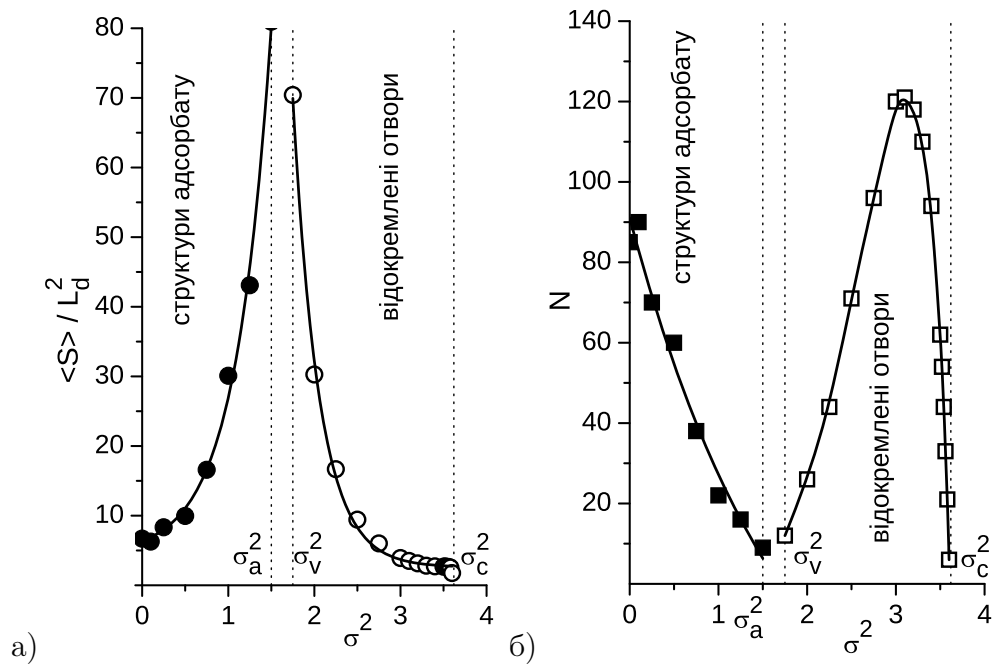 80
70
60
50
40
30
20
10
0
1
2
3
4
<S> / L_d^2
σ^2
структури адсорбату
відокремлені отвори
σ_a^2
σ_v^2
σ_c^2
а)
140
120
100
80
60
40
20
0
1
2
3
4
N
σ^2
структури адсорбату
відокремлені отвори
σ_a^2
σ_v^2
σ_c^2
б)